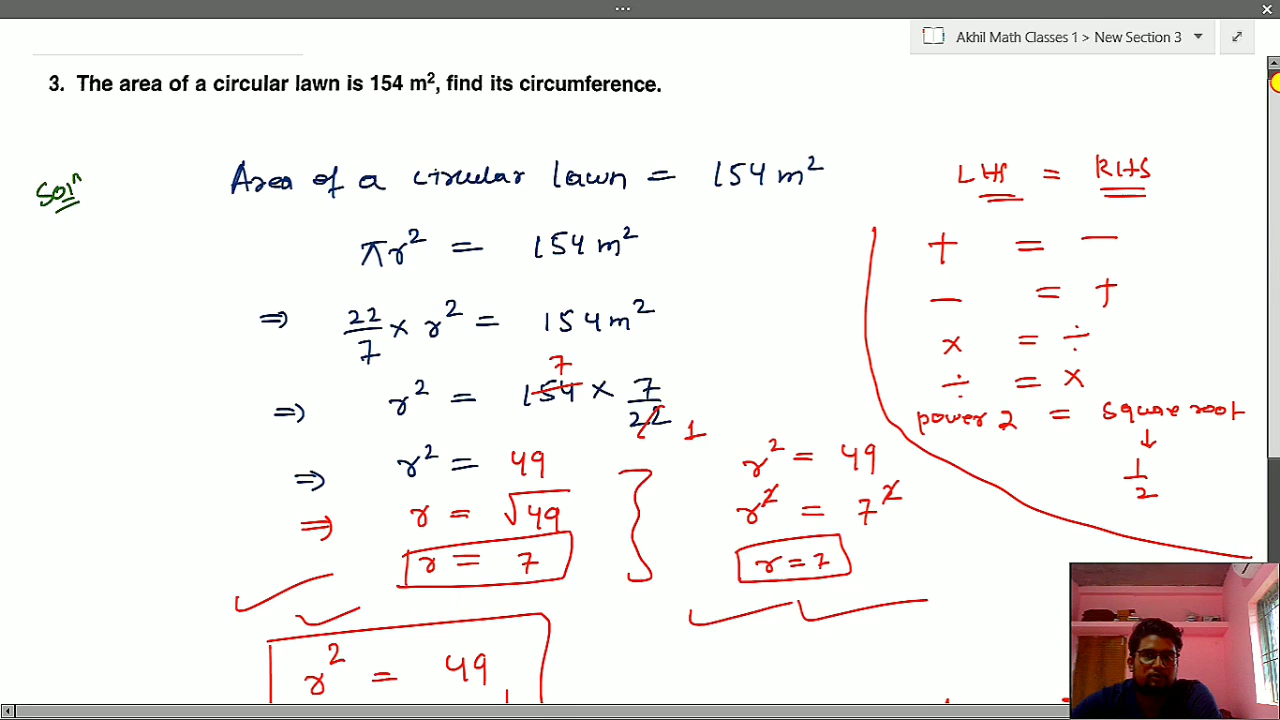 Akhil Math Classes 1 > New Section 3
3. The area of a circular lawn is 154 m², find its circumference.
Solⁿ
Area of a circular lawn = 154 m²
πr² = 154 m²
⇒ 22/7 × r² = 154 m²
7
⇒ r² = 154 × 7/22 1
⇒ r² = 49
⇒ r = √49
r = 7
r² = 49
r² = 7²
r = 7
r² = 49
LHS = RHS
+ = −
− = +
× = ÷
÷ = ×
power 2 = square root
↓
1/2